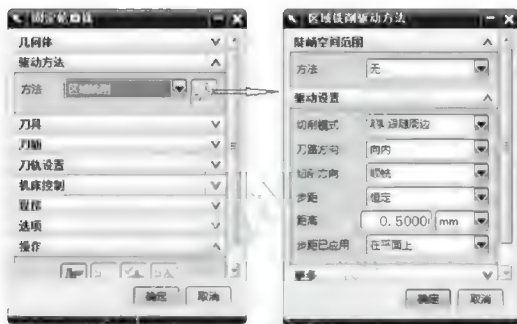 固定轮廓铣
几何体
驱动方法
方法 区域铣削
刀具
刀轴
刀轨设置
机床控制
程序
选项
操作
确定 取消
区域铣削驱动方法
陡峭空间范围
方法 无
驱动设置
切削模式 跟随周边
刀路方向 向内
切削方向 顺铣
步距 恒定
距离 0.5000 mm
步距已应用 在平面上
更多
确定 取消